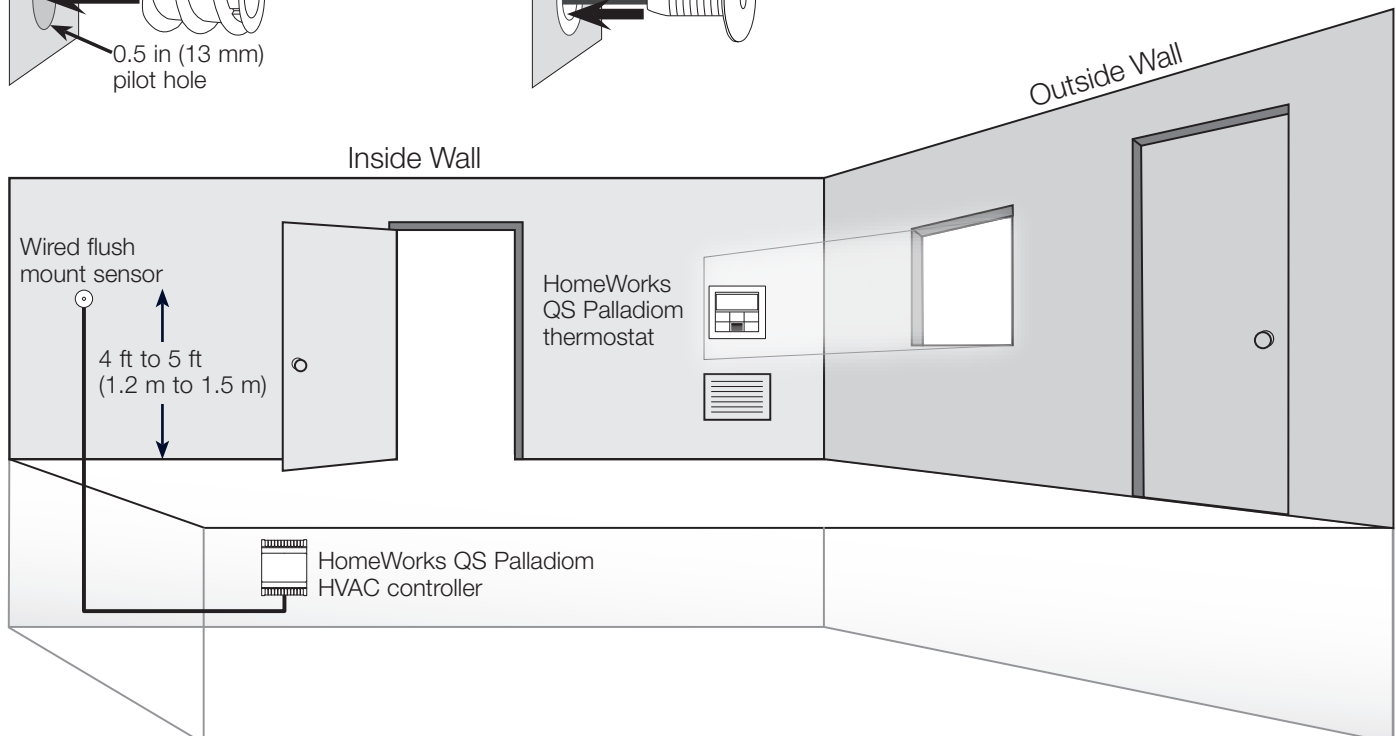 0.5 in (13 mm)
pilot hole
Outside Wall
Inside Wall
Wired flush
mount sensor
4 ft to 5 ft
(1.2 m to 1.5 m)
HomeWorks
QS Palladiom
thermostat
HomeWorks QS Palladiom
HVAC controller